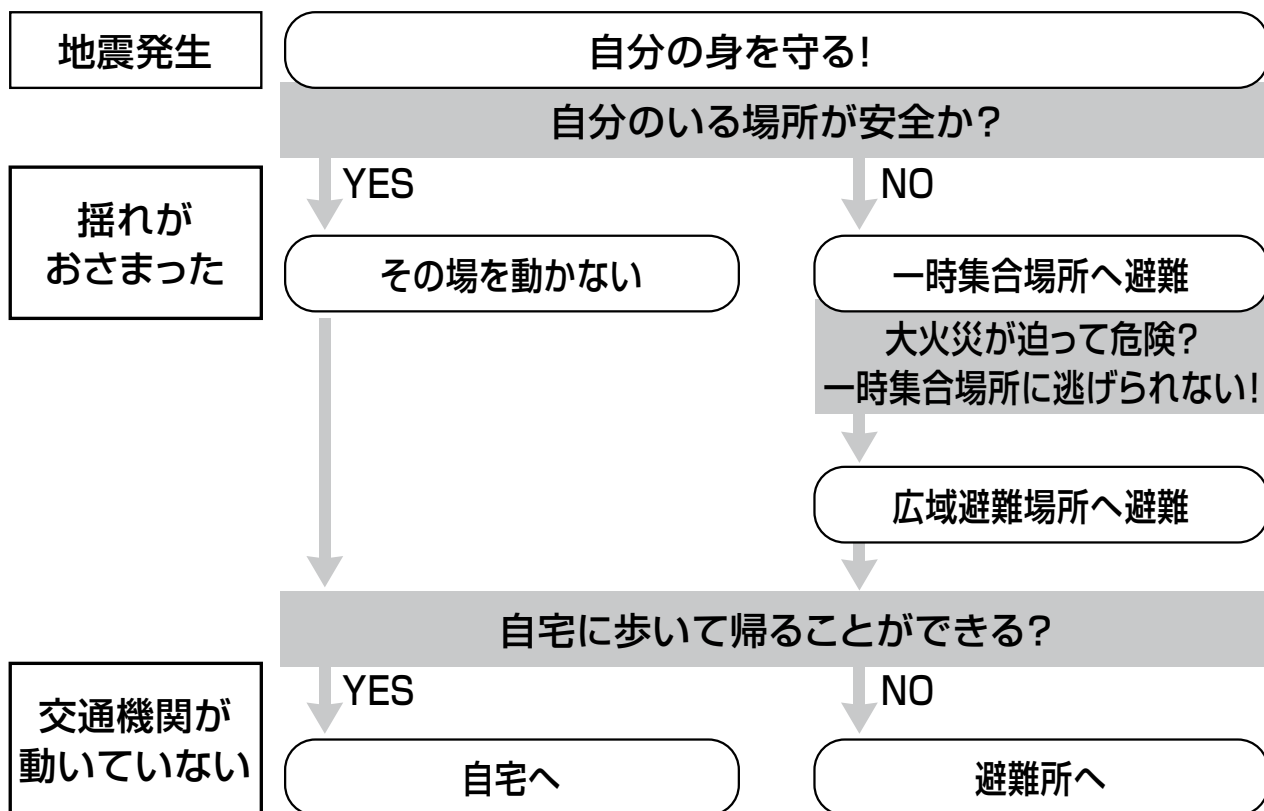 地震発生
自分の身を守る!
自分のいる場所が安全か?
YES
NO
揺れが
おさまった
その場を動かない
一時集合場所へ避難
大火災が迫って危険?
一時集合場所に逃げられない!
広域避難場所へ避難
自宅に歩いて帰ることができる?
YES
NO
交通機関が
動いていない
自宅へ
避難所へ